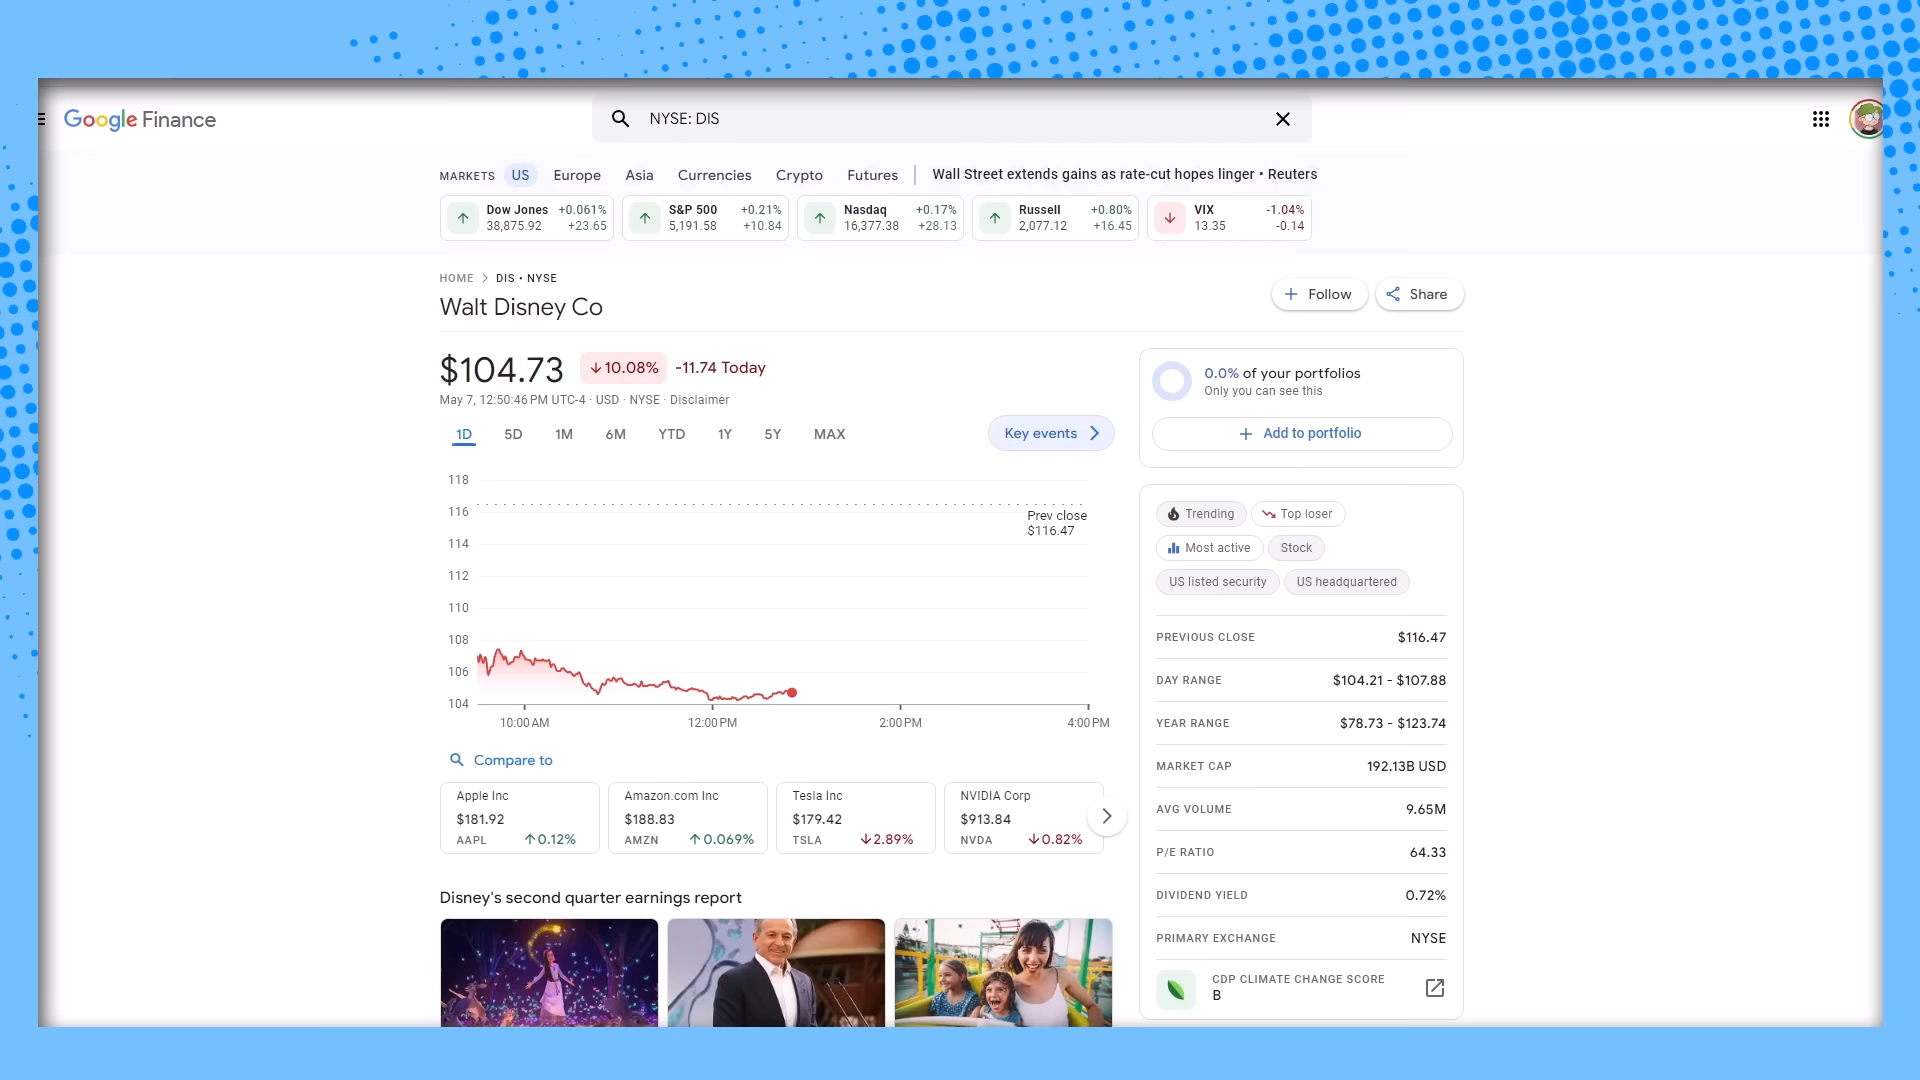 Google Finance
NYSE: DIS
MARKETS US Europe Asia Currencies Crypto Futures Wall Street extends gains as rate-cut hopes linger • Reuters
Dow Jones +0.061%
38,875.92 +23.65
S&P 500 +0.21%
5,191.58 +10.84
Nasdaq +0.17%
16,377.38 +28.13
Russell +0.80%
2,077.12 +16.45
VIX -1.04%
13.35 -0.14
HOME > DIS • NYSE
Walt Disney Co
Follow
Share
$104.73 ↓10.08% -11.74 Today
May 7, 12:50:46 PM UTC-4 · USD · NYSE · Disclaimer
1D 5D 1M 6M YTD 1Y 5Y MAX
Key events
118
116
114
112
110
108
106
104
Prev close
$116.47
10:00 AM 12:00 PM 2:00 PM 4:00 PM
Compare to
Apple Inc
$181.92
AAPL ↑0.12%
Amazon.com Inc
$188.83
AMZN ↑0.069%
Tesla Inc
$179.42
TSLA ↓2.89%
NVIDIA Corp
$913.84
NVDA ↓0.82%
Disney's second quarter earnings report
0.0% of your portfolios
Only you can see this
+ Add to portfolio
Trending
Top loser
Most active
Stock
US listed security
US headquartered
PREVIOUS CLOSE $116.47
DAY RANGE $104.21 - $107.88
YEAR RANGE $78.73 - $123.74
MARKET CAP 192.13B USD
AVG VOLUME 9.65M
P/E RATIO 64.33
DIVIDEND YIELD 0.72%
PRIMARY EXCHANGE NYSE
CDP CLIMATE CHANGE SCORE
B